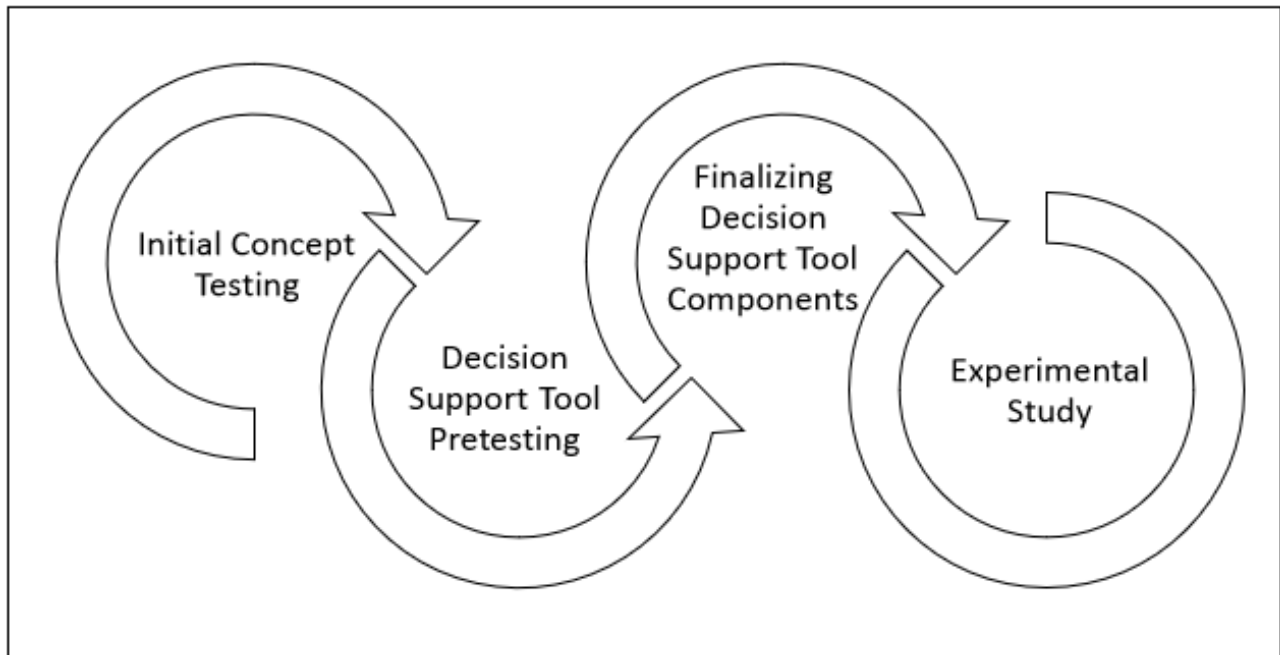 Initial Concept
Testing
Decision
Support Tool
Pretesting
Finalizing
Decision
Support Tool
Components
Experimental
Study